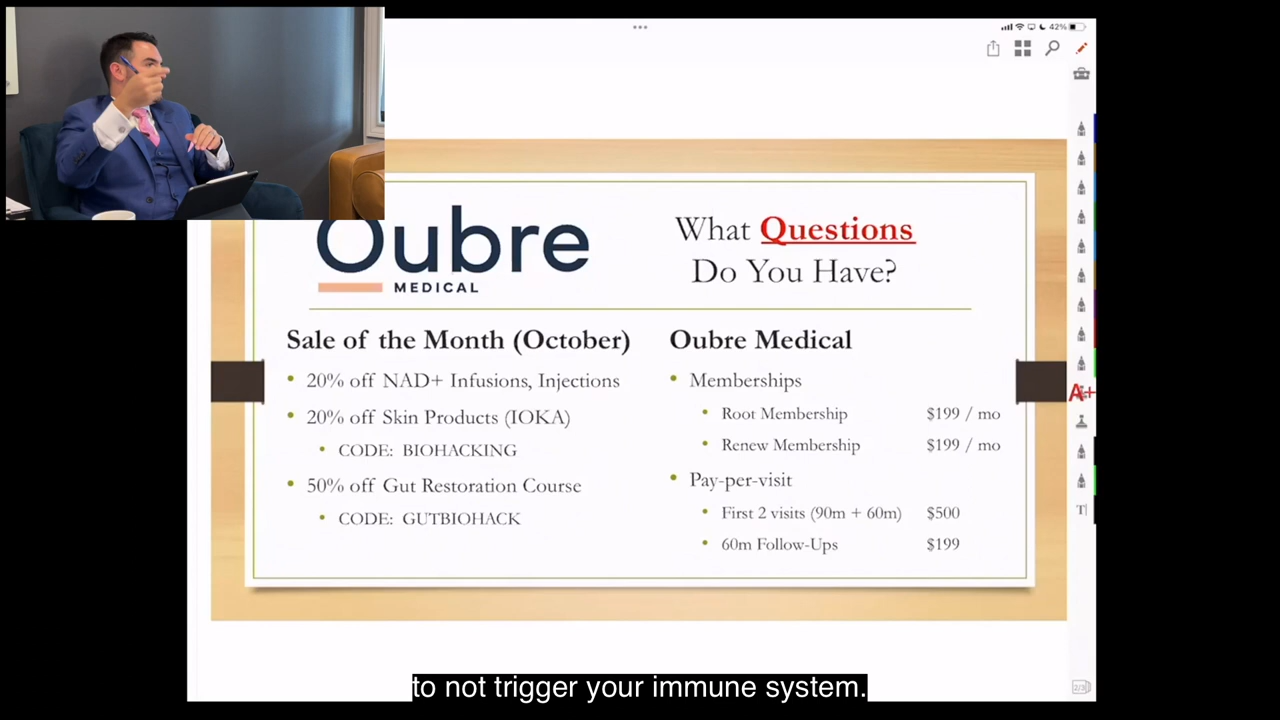 42%
Oubre
MEDICAL
What Questions
Do You Have?
Sale of the Month (October)
• 20% off NAD+ Infusions, Injections
• 20% off Skin Products (IOKA)
• CODE: BIOHACKING
• 50% off Gut Restoration Course
• CODE: GUTBIOHACK
Oubre Medical
• Memberships
• Root Membership $199 / mo
• Renew Membership $199 / mo
• Pay-per-visit
• First 2 visits (90m + 60m) $500
• 60m Follow-Ups $199
A+
T
2/3
to not trigger your immune system.